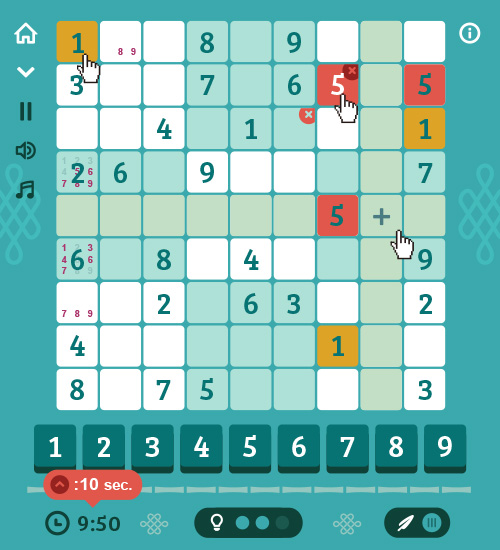 1 8 9 8 9
3 7 6 5 5
4 1 1
2 6 9 7
5 +
6 8 4 9
7 8 9 2 6 3 2
4 1
8 7 5 3
1 2 3 4 5 6 7 8 9
:10 sec.
9:50